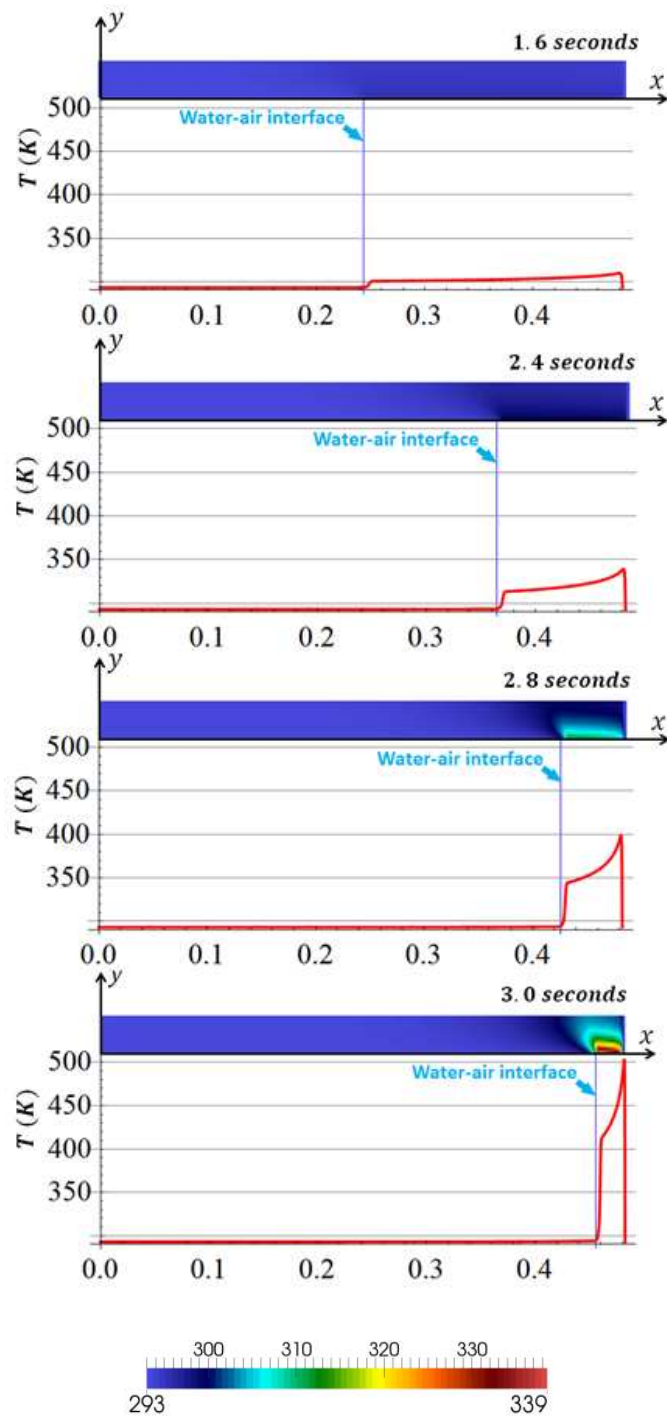 y
1.6 seconds
x
500
Water-air interface
450
T (K)
400
350
0.0 0.1 0.2 0.3 0.4
y
2.4 seconds
x
500
Water-air interface
450
T (K)
400
350
0.0 0.1 0.2 0.3 0.4
y
2.8 seconds
x
500
Water-air interface
450
T (K)
400
350
0.0 0.1 0.2 0.3 0.4
y
3.0 seconds
x
500
Water-air interface
450
T (K)
400
350
0.0 0.1 0.2 0.3 0.4
300 310 320 330
293 339